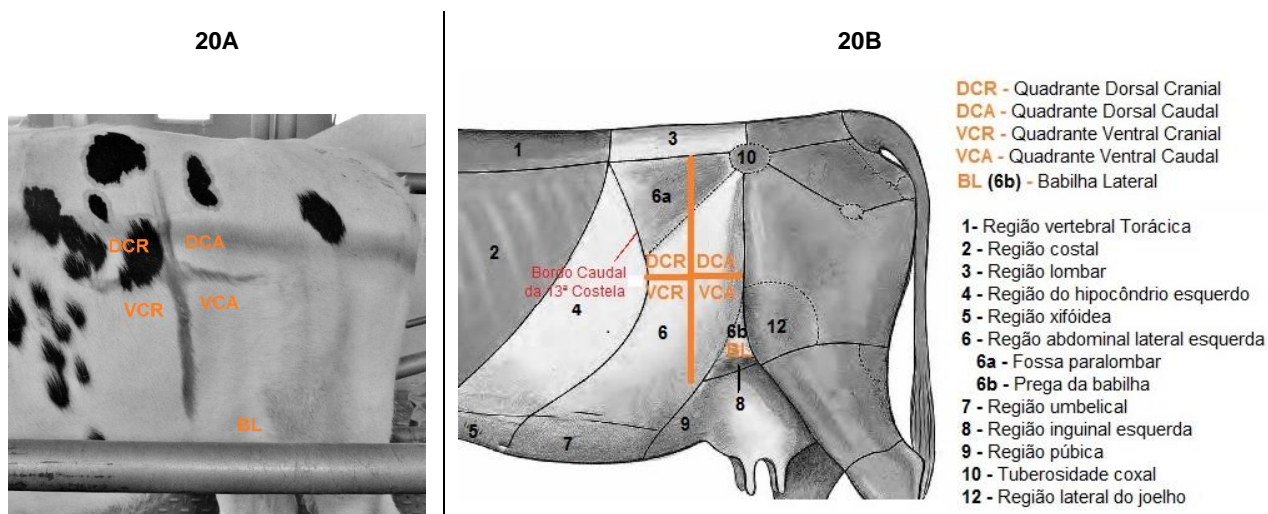 20A
DCR
DCA
VCR
VCA
BL
20B
1
3
10
6a
2
Bordo Caudal
da 13ª Costela
DCR DCA
VCR VCA
4
6
6b
BL
12
8
5
7
9
DCR - Quadrante Dorsal Cranial
DCA - Quadrante Dorsal Caudal
VCR - Quadrante Ventral Cranial
VCA - Quadrante Ventral Caudal
BL (6b) - Babilha Lateral
1- Região vertebral Torácica
2 - Região costal
3 - Região lombar
4 - Região do hipocôndrio esquerdo
5 - Região xifóidea
6 - Região abdominal lateral esquerda
6a - Fossa paralombar
6b - Prega da babilha
7 - Região umbelical
8 - Região inguinal esquerda
9 - Região púbica
10 - Tuberosidade coxal
12 - Região lateral do joelho